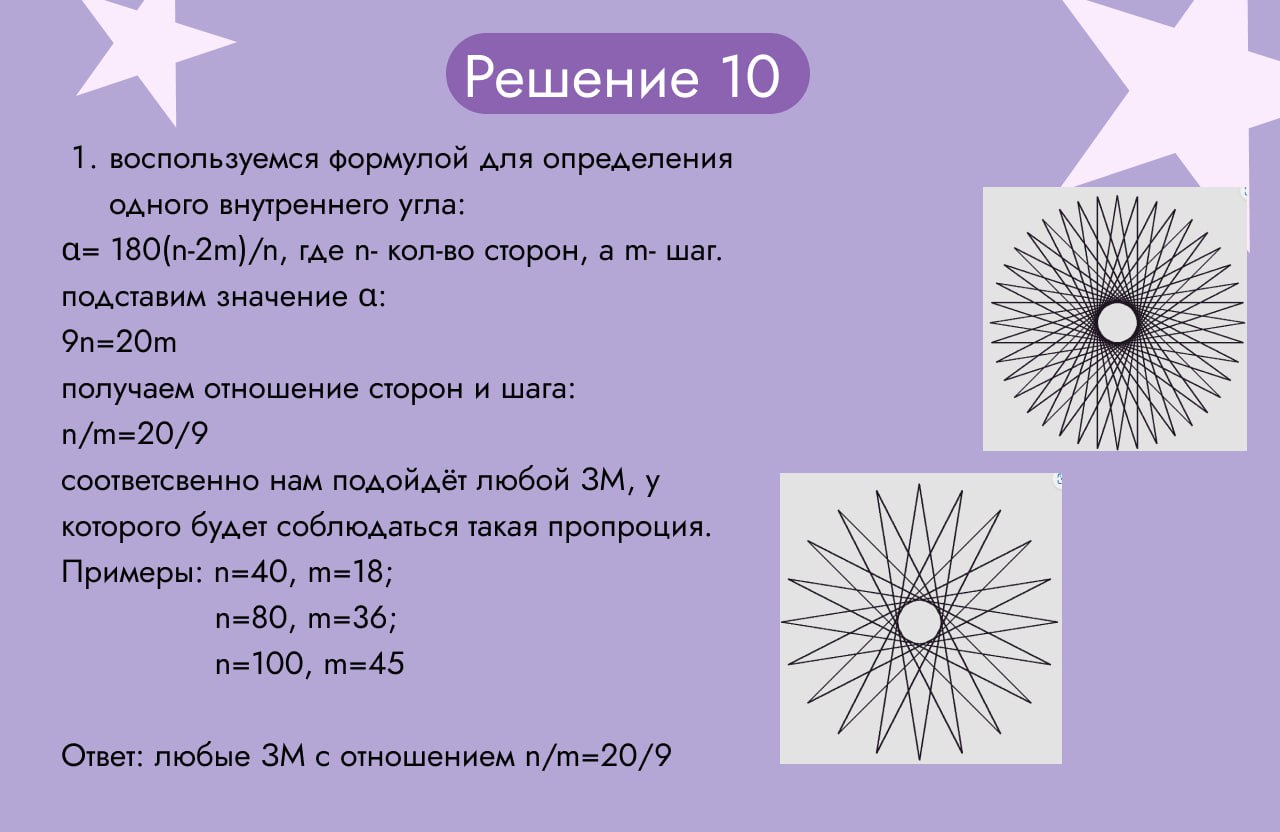 Решение 10
1. воспользуемся формулой для определения
одного внутреннего угла:
α= 180(n-2m)/n, где n- кол-во сторон, а m- шаг.
подставим значение α:
9n=20m
получаем отношение сторон и шага:
n/m=20/9
соответсвенно нам подойдёт любой ЗМ, у
которого будет соблюдаться такая пропроция.
Примеры: n=40, m=18;
n=80, m=36;
n=100, m=45
Ответ: любые ЗМ с отношением n/m=20/9